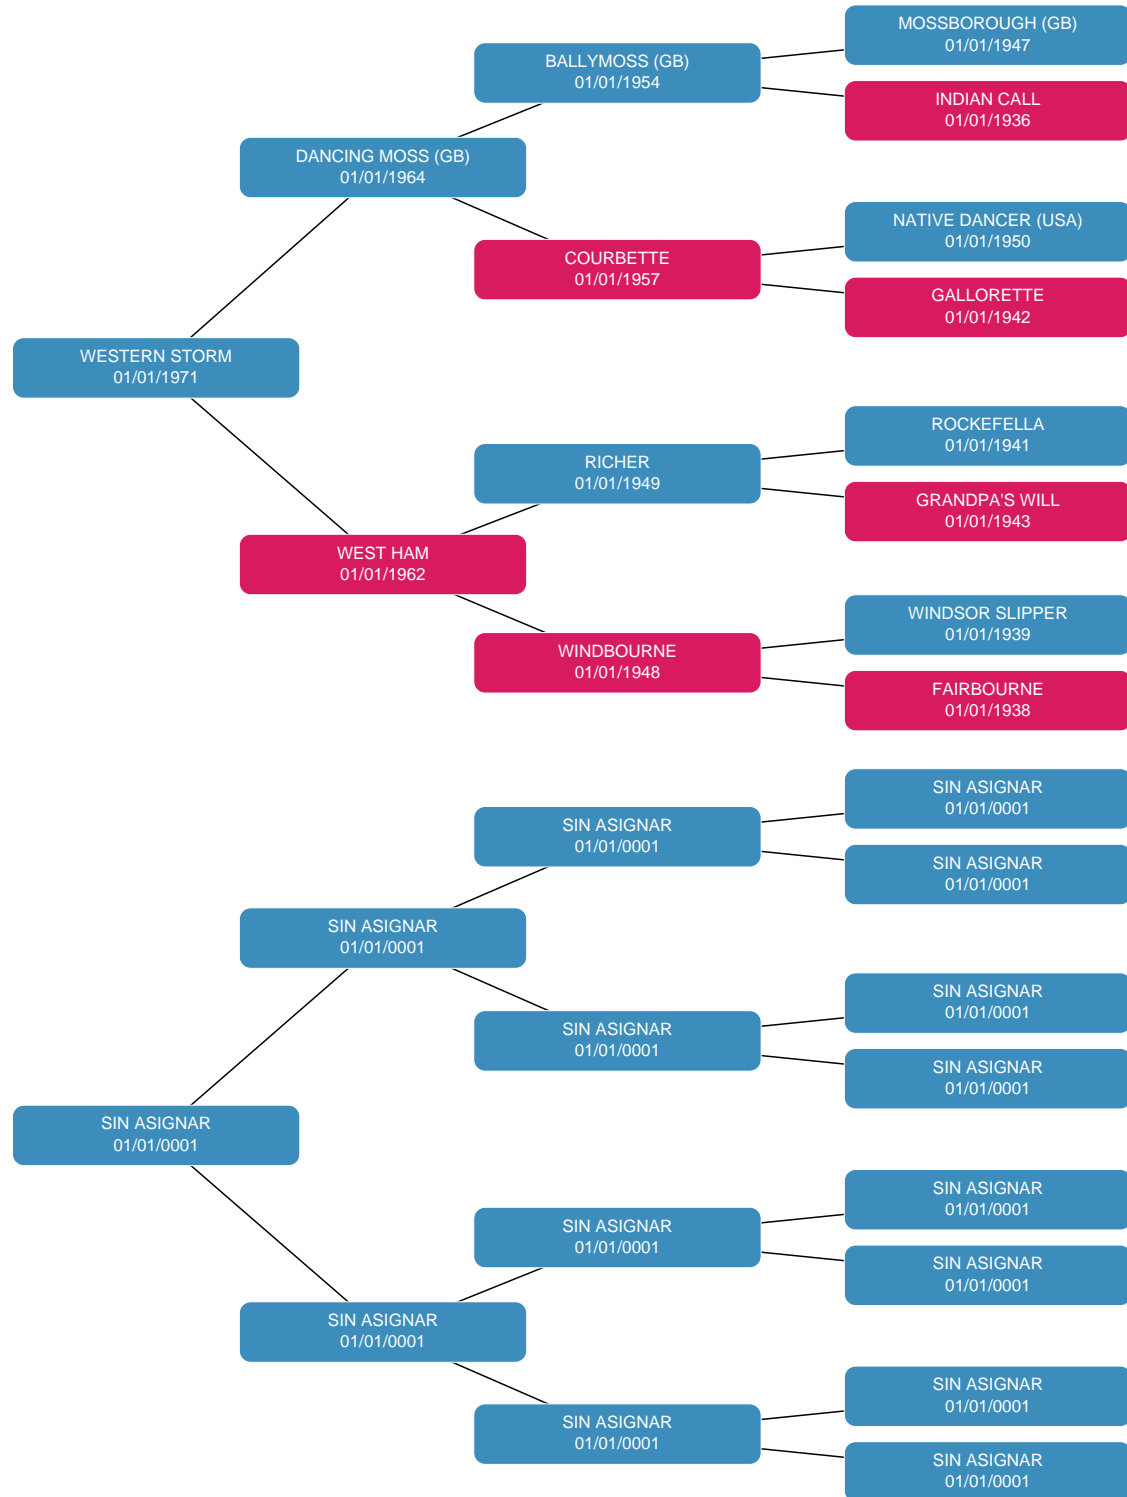 MOSSBOROUGH (GB)
01/01/1947
BALLYMOSS (GB)
01/01/1954
INDIAN CALL
01/01/1936
DANCING MOSS (GB)
01/01/1964
NATIVE DANCER (USA)
01/01/1950
COURBETTE
01/01/1957
GALLORETTE
01/01/1942
WESTERN STORM
01/01/1971
ROCKEFELLA
01/01/1941
RICHER
01/01/1949
GRANDPA'S WILL
01/01/1943
WEST HAM
01/01/1962
WINDSOR SLIPPER
01/01/1939
WINDBOURNE
01/01/1948
FAIRBOURNE
01/01/1938
SIN ASIGNAR
01/01/0001
SIN ASIGNAR
01/01/0001
SIN ASIGNAR
01/01/0001
SIN ASIGNAR
01/01/0001
SIN ASIGNAR
01/01/0001
SIN ASIGNAR
01/01/0001
SIN ASIGNAR
01/01/0001
SIN ASIGNAR
01/01/0001
SIN ASIGNAR
01/01/0001
SIN ASIGNAR
01/01/0001
SIN ASIGNAR
01/01/0001
SIN ASIGNAR
01/01/0001
SIN ASIGNAR
01/01/0001
SIN ASIGNAR
01/01/0001
SIN ASIGNAR
01/01/0001